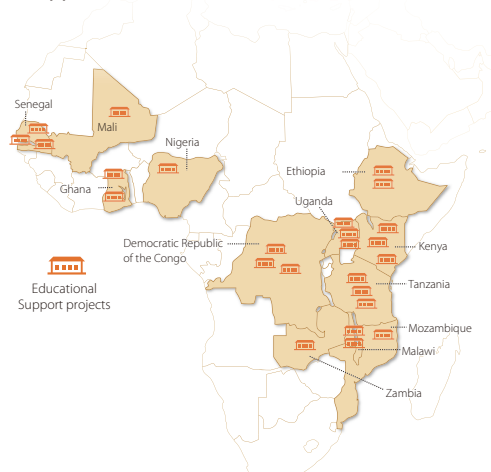 Senegal
Mali
Nigeria
Ghana
Ethiopia
Uganda
Democratic Republic
of the Congo
Kenya
Tanzania
Educational
Support projects
Mozambique
Malawi
Zambia